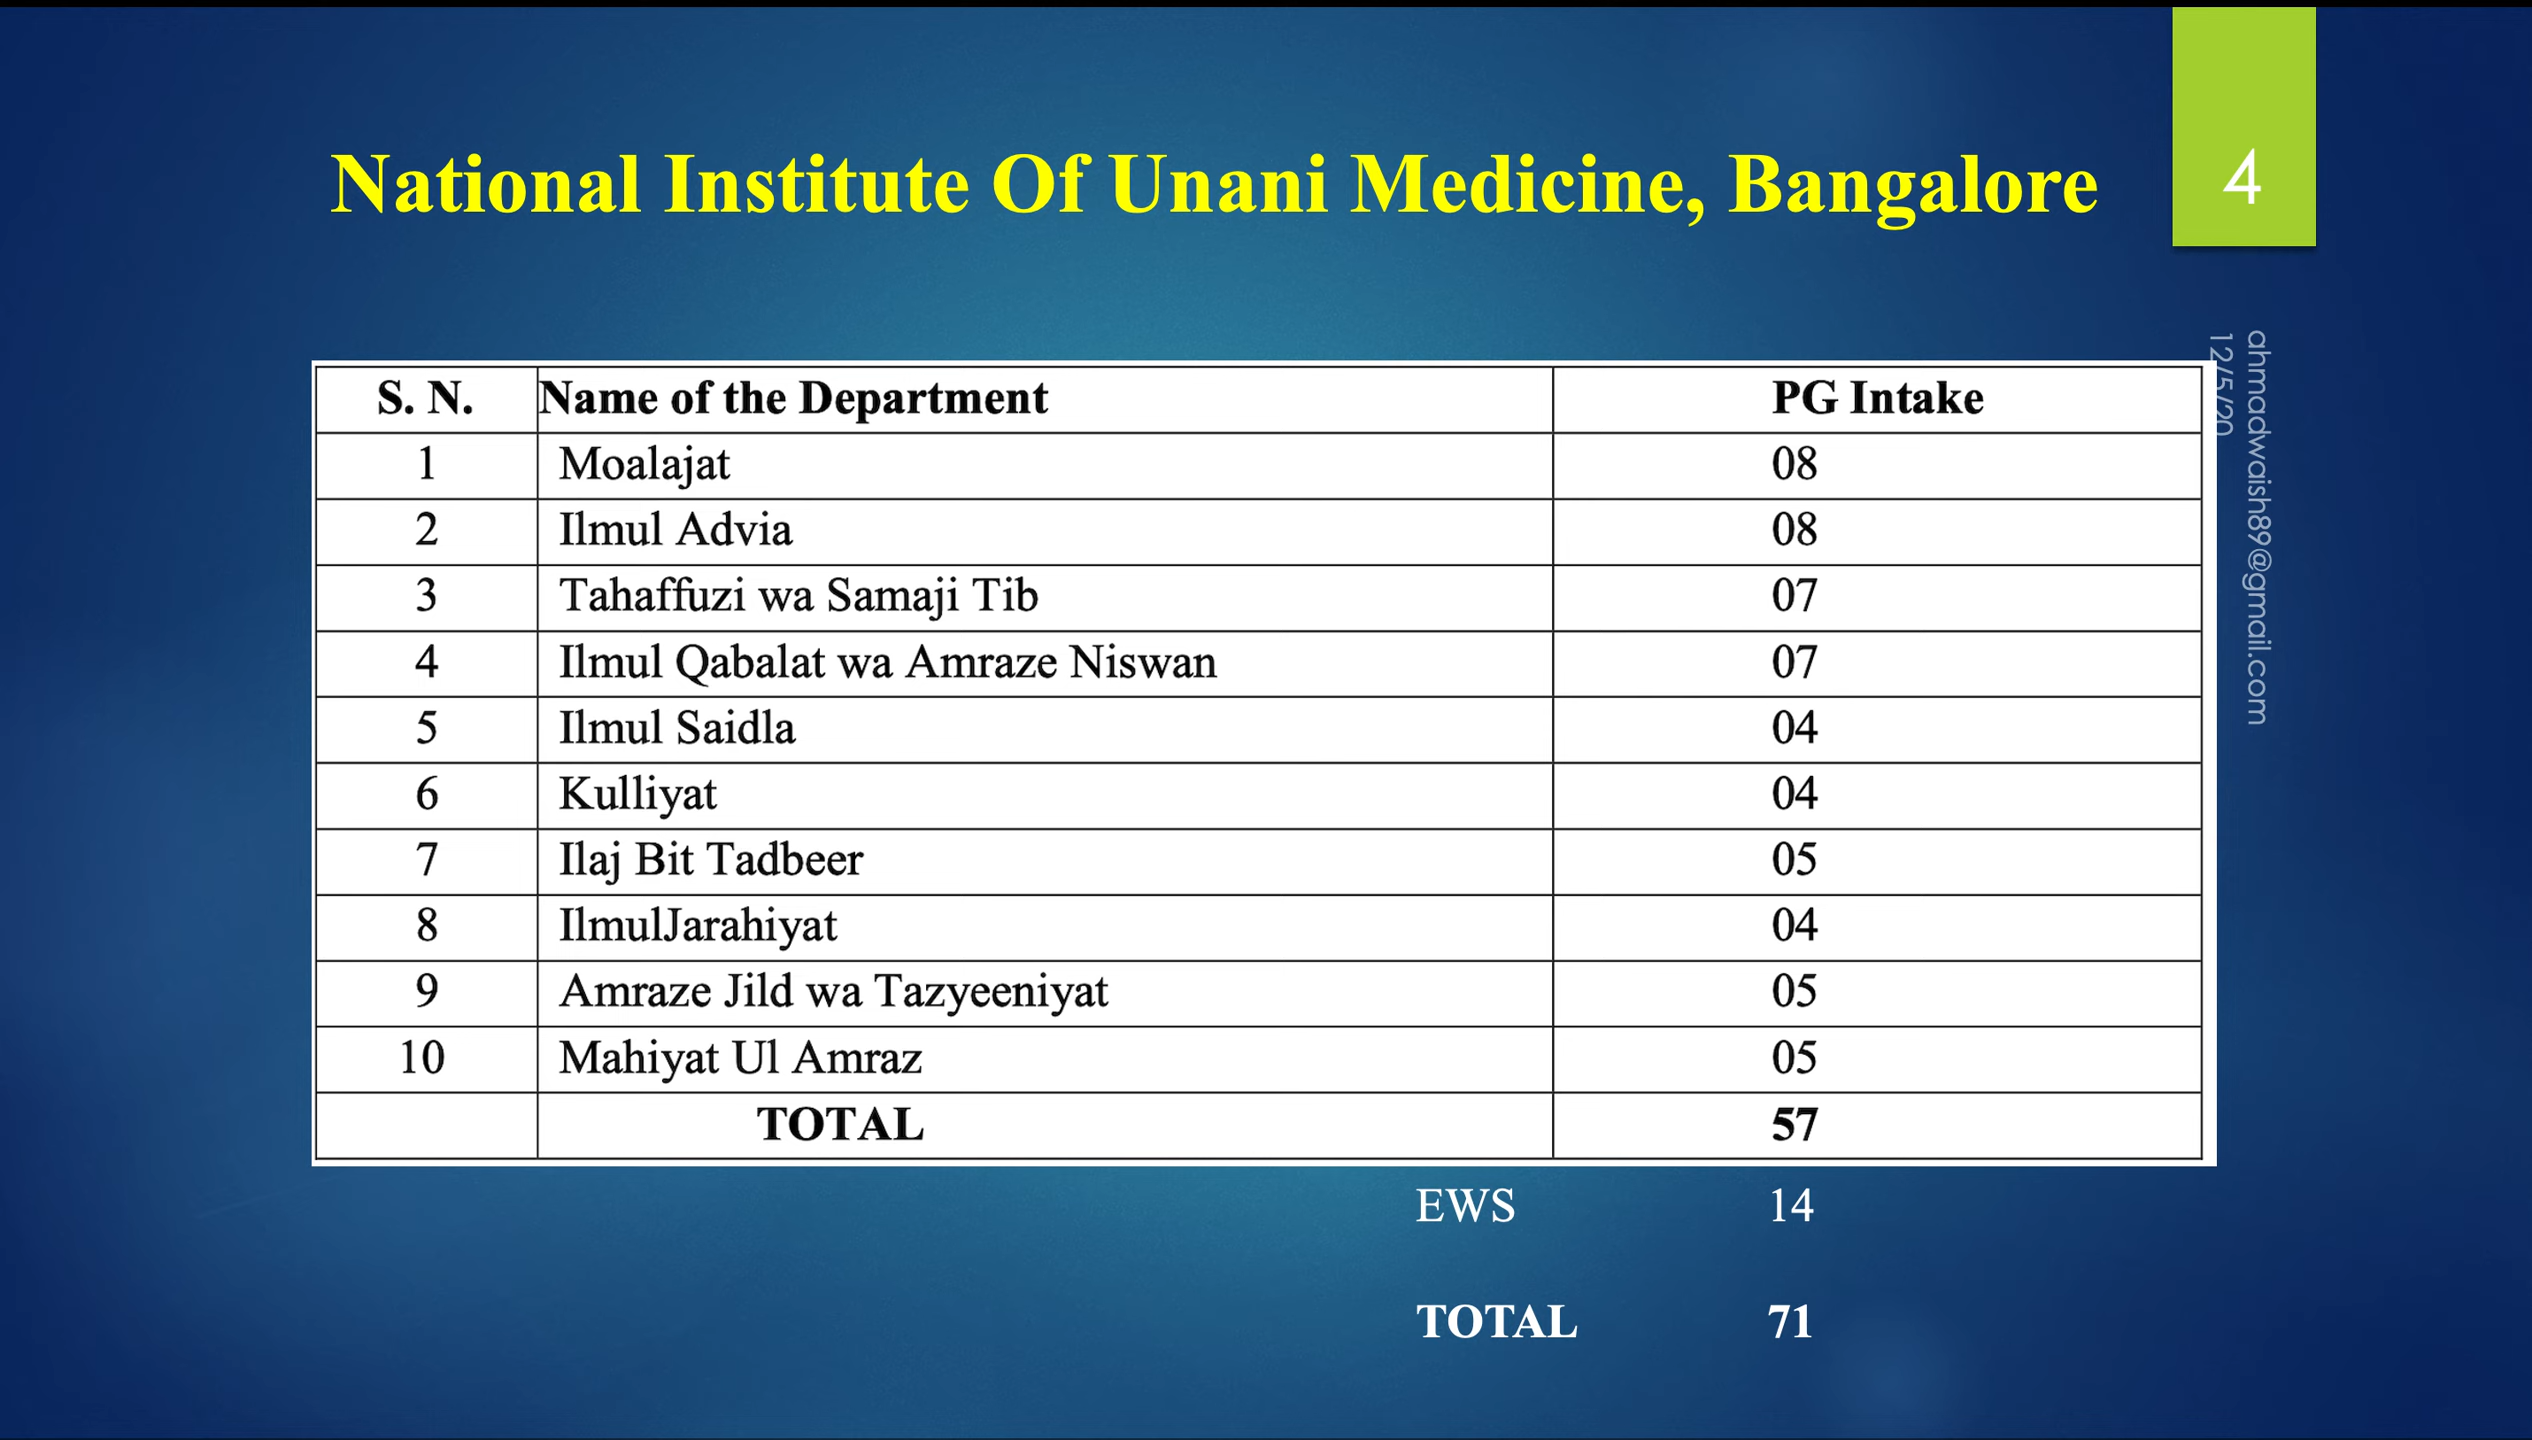 National Institute Of Unani Medicine, Bangalore
4
S. N. Name of the Department PG Intake
1 Moalajat 08
2 Ilmul Advia 08
3 Tahaffuzi wa Samaji Tib 07
4 Ilmul Qabalat wa Amraze Niswan 07
5 Ilmul Saidla 04
6 Kulliyat 04
7 Ilaj Bit Tadbeer 05
8 IlmulJarahiyat 04
9 Amraze Jild wa Tazyeeniyat 05
10 Mahiyat Ul Amraz 05
TOTAL 57
EWS 14
TOTAL 71
ahmadwaish89@gmail.com
12/5/20